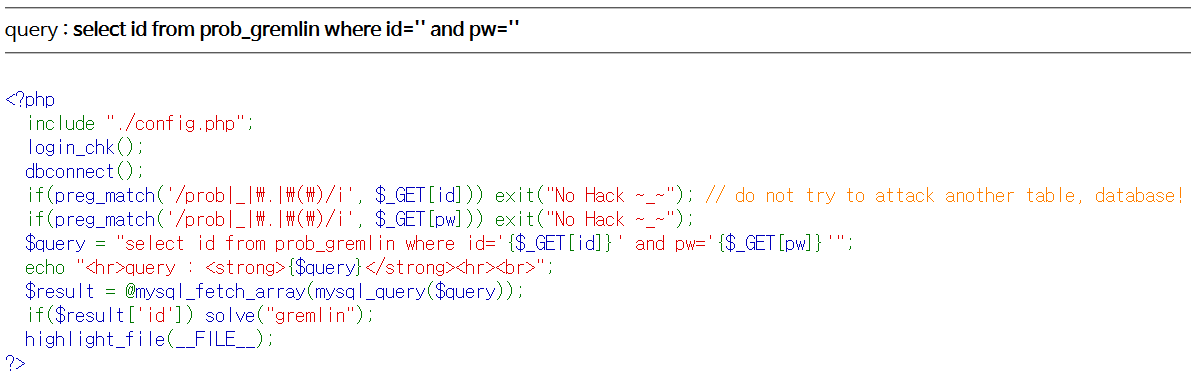 query : select id from prob_gremlin where id='' and pw=''
<?php
  include "./config.php";
  login_chk();
  dbconnect();
  if(preg_match('/prob|_|₩.|₩(₩)/i', $_GET[id])) exit("No Hack ~_~"); // do not try to attack another table, database!
  if(preg_match('/prob|_|₩.|₩(₩)/i', $_GET[pw])) exit("No Hack ~_~");
  $query = "select id from prob_gremlin where id='{$_GET[id]}' and pw='{$_GET[pw]}'";
  echo "<hr>query : <strong>{$query}</strong><hr><br>";
  $result = @mysql_fetch_array(mysql_query($query));
  if($result['id']) solve("gremlin");
  highlight_file(__FILE__);
?>